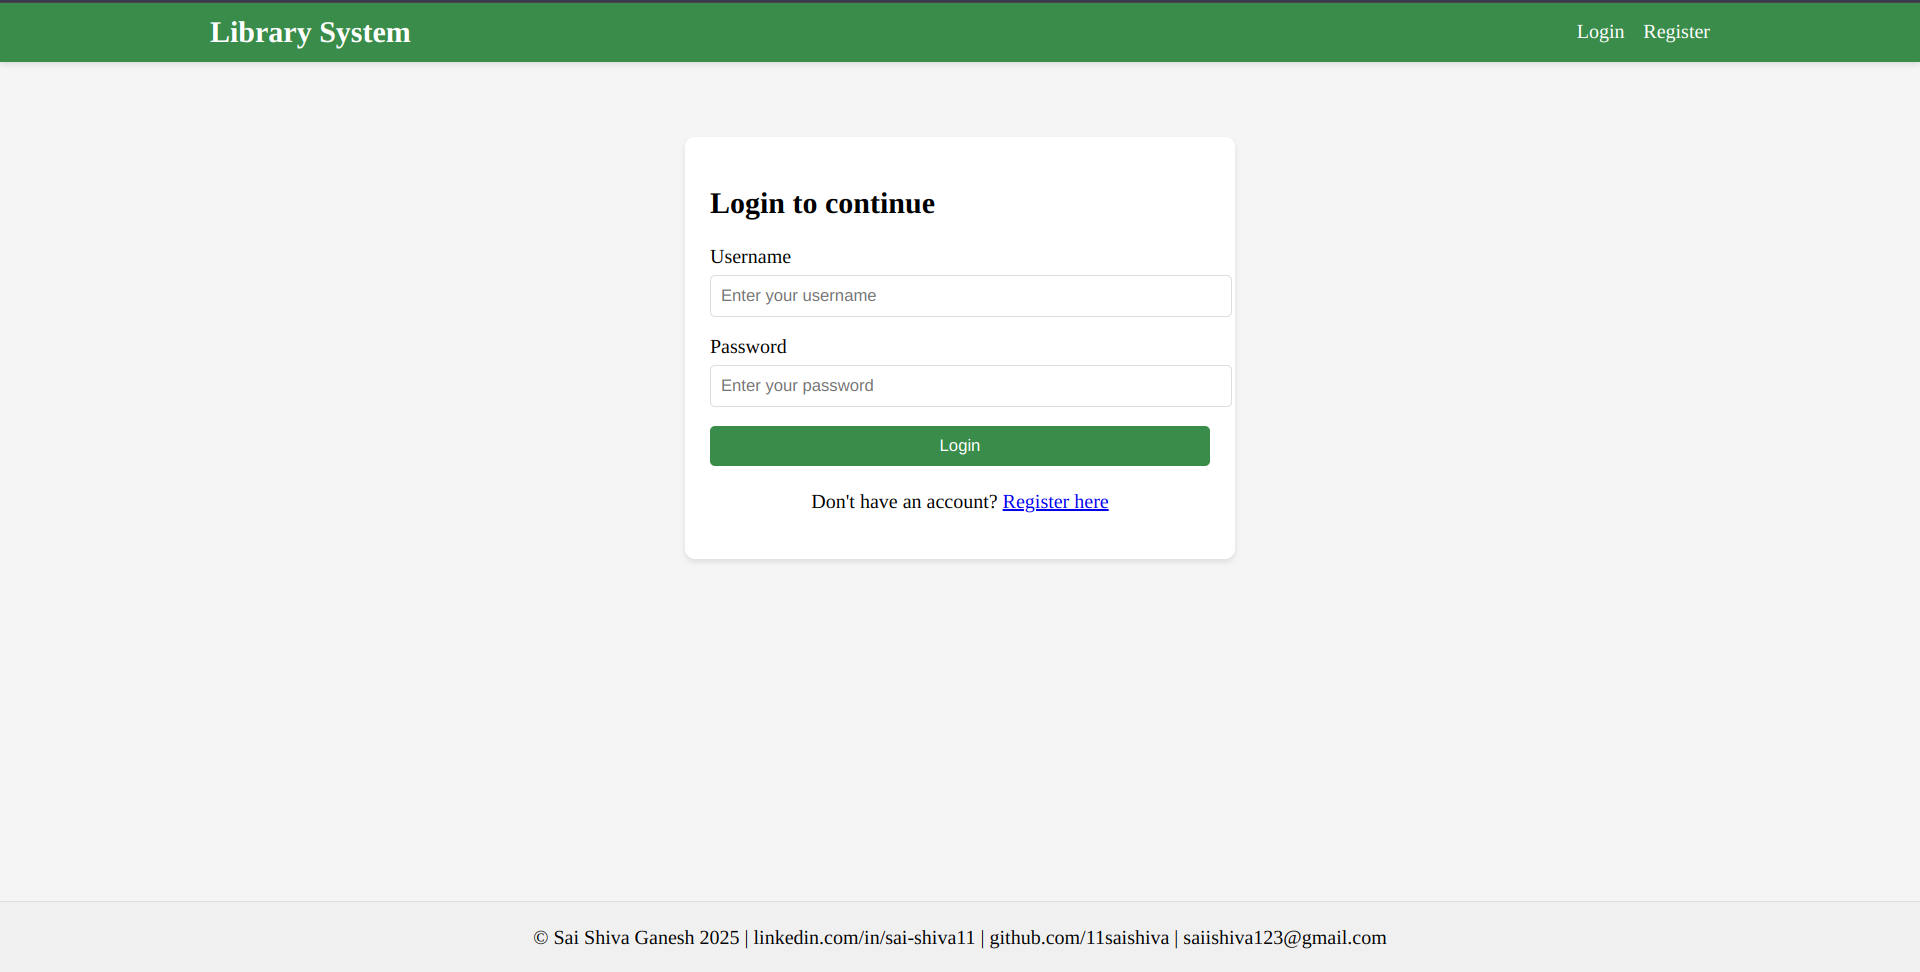 Library System
Login Register
Login to continue
Username
Enter your username
Password
Enter your password
Login
Don't have an account? Register here
© Sai Shiva Ganesh 2025 | linkedin.com/in/sai-shiva11 | github.com/11saishiva | saiishiva123@gmail.com